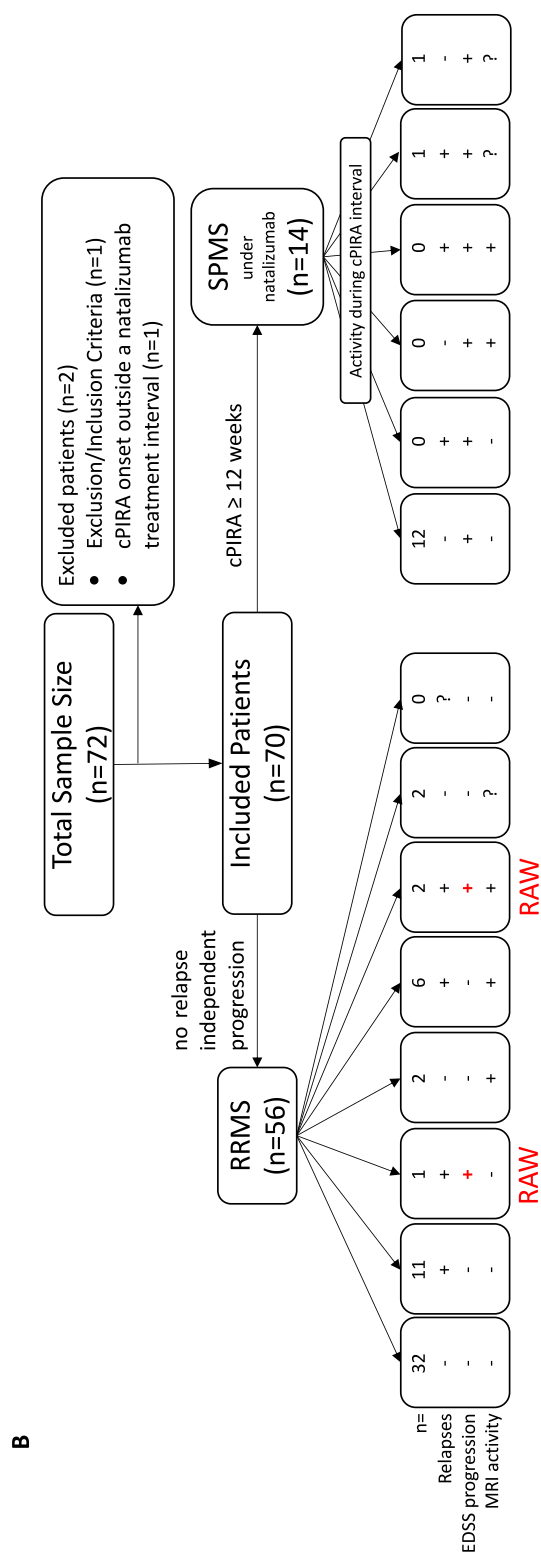 B
Total Sample Size
(n=72)
Excluded patients (n=2)
● Exclusion/Inclusion Criteria (n=1)
● cPIRA onset outside a natalizumab
treatment interval (n=1)
Included Patients
(n=70)
no relapse
independent
progression
cPIRA ≥ 12 weeks
RRMS
(n=56)
SPMS
under
natalizumab
(n=14)
Activity during cPIRA interval
n= 32 11 1 2 6 2 2 0 12 0 0 0 1 1
Relapses - + + - + + - ? - + - + + -
EDSS progression - - + - - + - - + + + + + +
MRI activity - - - + + + ? - - - + + ? ?
RAW RAW